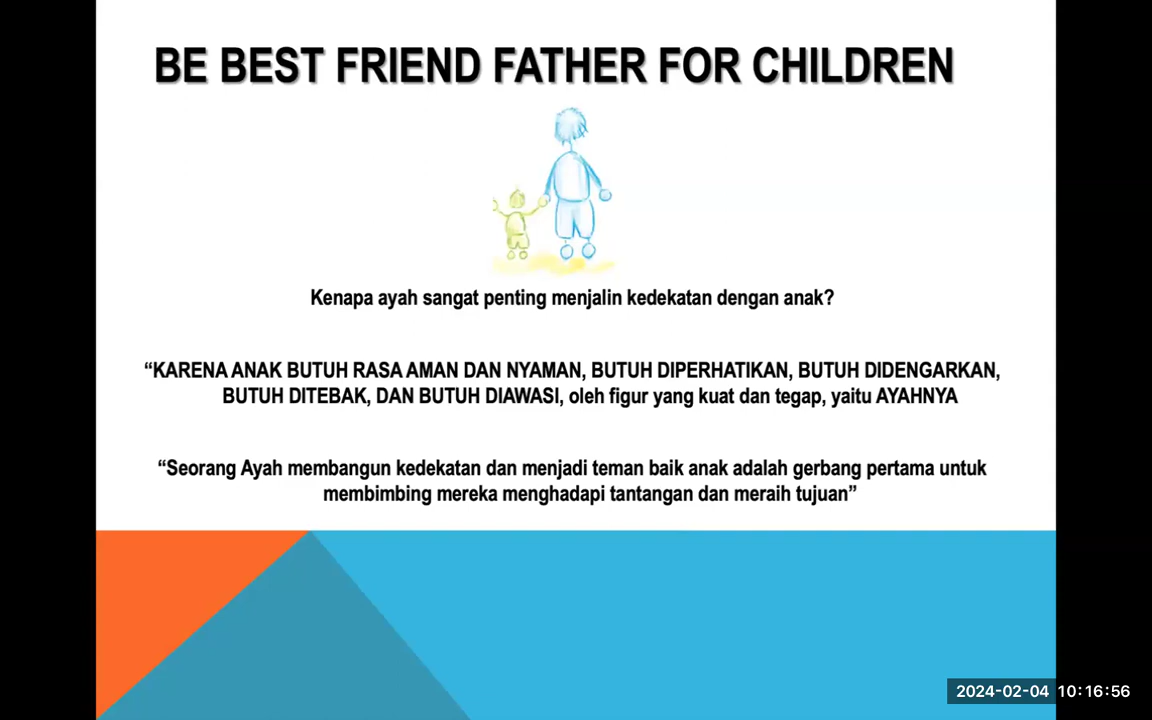 BE BEST FRIEND FATHER FOR CHILDREN
Kenapa ayah sangat penting menjalin kedekatan dengan anak?
“KARENA ANAK BUTUH RASA AMAN DAN NYAMAN, BUTUH DIPERHATIKAN, BUTUH DIDENGARKAN,
BUTUH DITEBAK, DAN BUTUH DIAWASI, oleh figur yang kuat dan tegap, yaitu AYAHNYA
“Seorang Ayah membangun kedekatan dan menjadi teman baik anak adalah gerbang pertama untuk
membimbing mereka menghadapi tantangan dan meraih tujuan”
2024-02-04 10:16:56